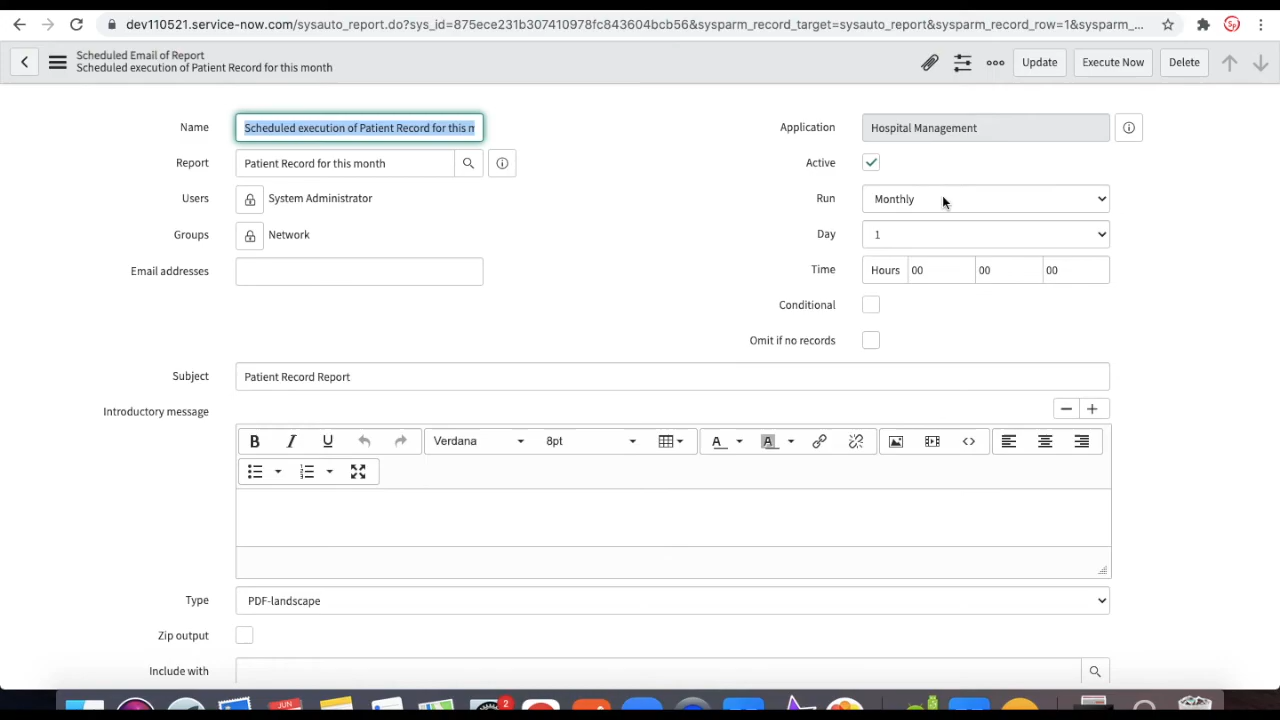 dev110521.service-now.com/sysauto_report.do?sys_id=875ece231b307410978fc843604bcb56&sysparm_record_target=sysauto_report&sysparm_record_row=1&sysparm_...
Scheduled Email of Report
Scheduled execution of Patient Record for this month
Update
Execute Now
Delete
Name
Scheduled execution of Patient Record for this m
Application
Hospital Management
Report
Patient Record for this month
Active
Users
System Administrator
Run
Monthly
Groups
Network
Day
1
Email addresses
Time
Hours 00 00 00
Conditional
Omit if no records
Subject
Patient Record Report
Introductory message
B I U Verdana 8pt A A
Type
PDF-landscape
Zip output
Include with
JUN
2